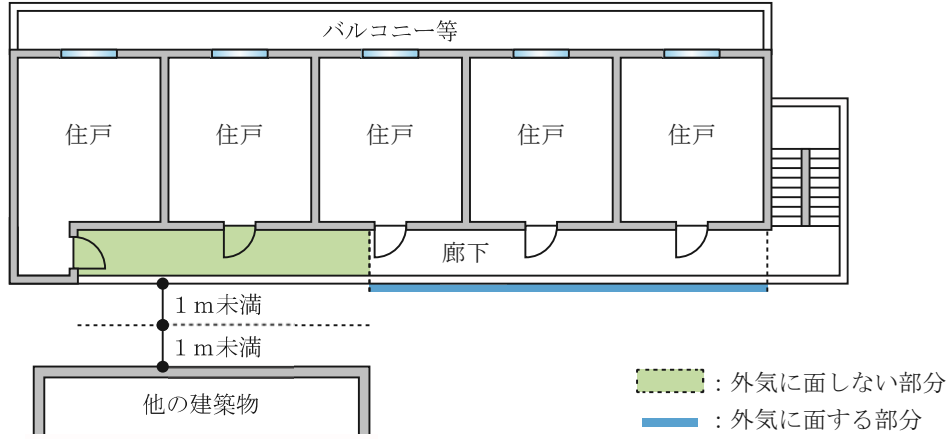 バルコニー等
住戸
住戸
住戸
住戸
住戸
廊下
1m未満
1m未満
他の建築物
：外気に面しない部分
：外気に面する部分